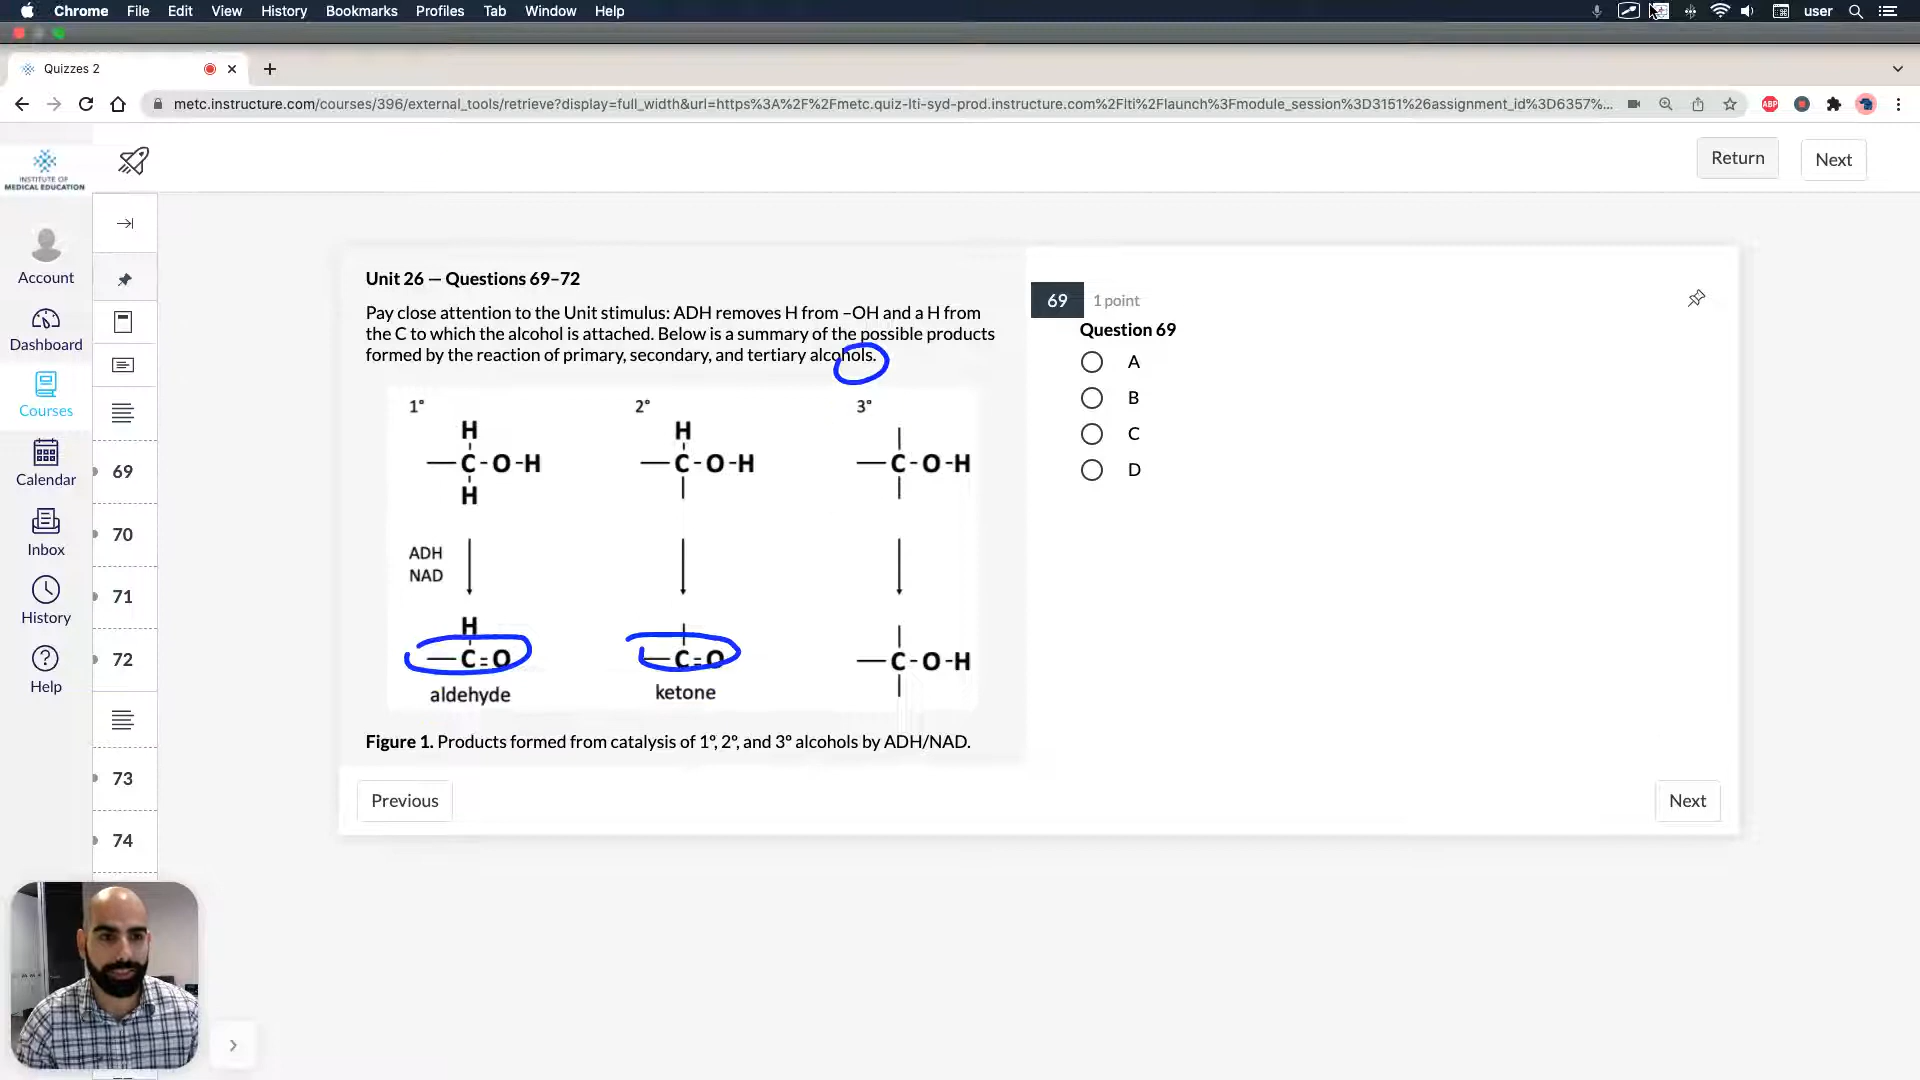 Chrome File Edit View History Bookmarks Profiles Tab Window Help user
Quizzes 2
metc.instructure.com/courses/396/external_tools/retrieve?display=full_width&url=https%3A%2F%2Fmetc.quiz-lti-syd-prod.instructure.com%2Flti%2Flaunch%3Fmodule_session%3D3151%26assignment_id%3D6357%...
ABP
INSTITUTE OF
MEDICAL EDUCATION
Return
Next
Account
Dashboard
Courses
Calendar
Inbox
History
Help
69
70
71
72
73
74
Unit 26 — Questions 69–72
Pay close attention to the Unit stimulus: ADH removes H from –OH and a H from
the C to which the alcohol is attached. Below is a summary of the possible products
formed by the reaction of primary, secondary, and tertiary alcohols.
1° 2° 3°
H H
C-O-H C-O-H C-O-H
H
ADH
NAD
H
C=O C=O C-O-H
aldehyde ketone
Figure 1. Products formed from catalysis of 1°, 2°, and 3° alcohols by ADH/NAD.
69 1 point
Question 69
A
B
C
D
Previous
Next